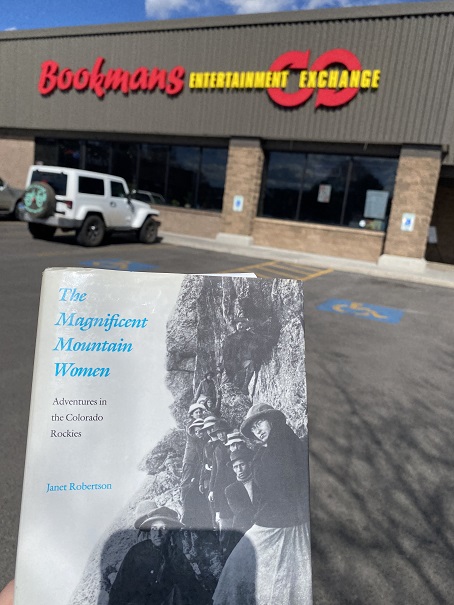 Bookmans ENTERTAINMENT EXCHANGE
The
Magnificent
Mountain
Women
Adventures in
the Colorado
Rockies
Janet Robertson